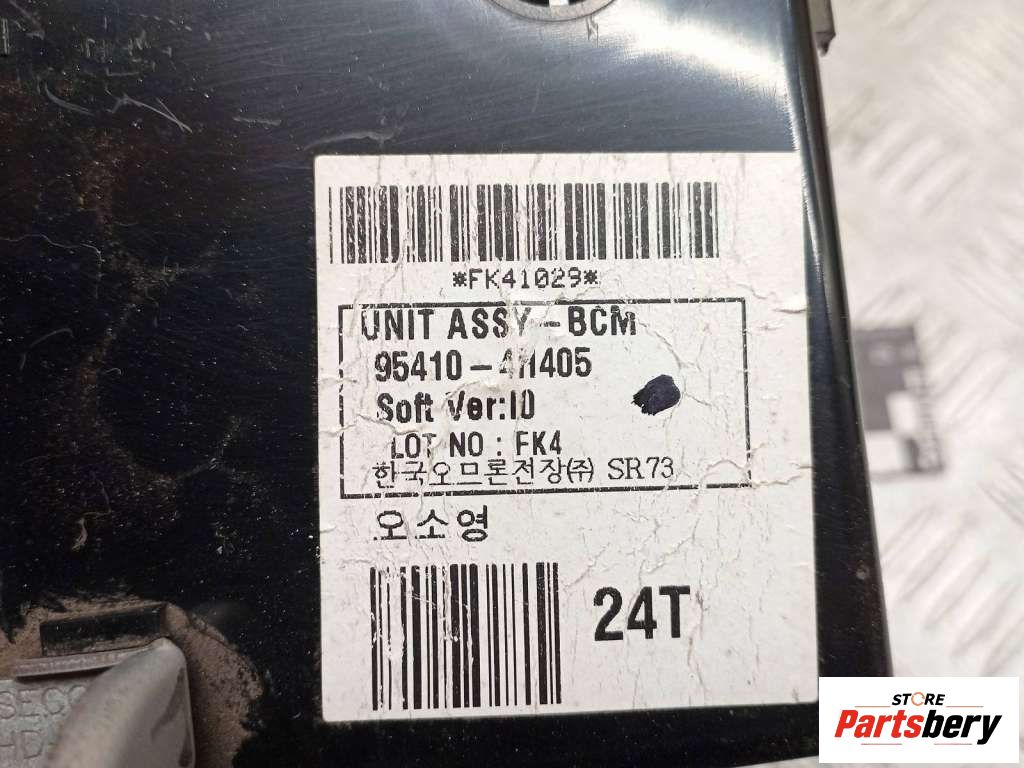 *FK41029*
UNIT ASSY-BCM
95410-4H405
Soft Ver:10
LOT NO : FK4
한국오므론전장(주) SR73
오소영
24T
STORE
Partsbery